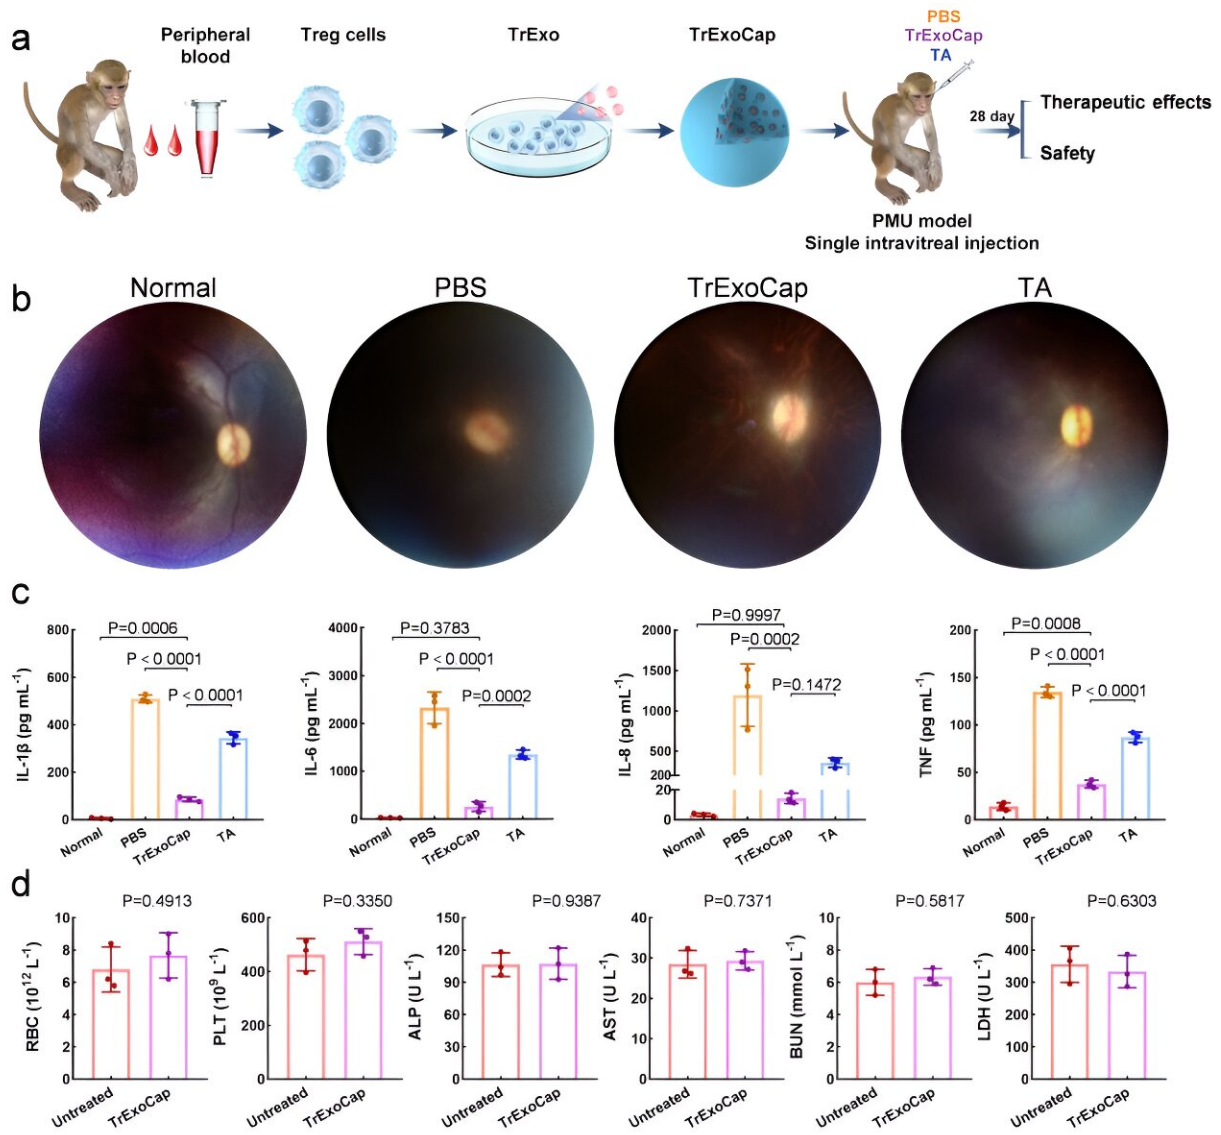 a
Peripheral
blood
Treg cells
TrExo
TrExoCap
PBS
TrExoCap
TA
28 day
Therapeutic effects
Safety
PMU model
Single intravitreal injection
b
Normal
PBS
TrExoCap
TA
c
IL-1β (pg mL⁻¹)
800
600
400
200
0
P=0.0006
P < 0.0001
P < 0.0001
Normal
PBS
TrExoCap
TA
IL-6 (pg mL⁻¹)
4000
3000
2000
1000
0
P=0.3783
P < 0.0001
P=0.0002
Normal
PBS
TrExoCap
TA
IL-8 (pg mL⁻¹)
2000
1500
1000
500
200
20
0
P=0.9997
P=0.0002
P=0.1472
Normal
PBS
TrExoCap
TA
TNF (pg mL⁻¹)
200
150
100
50
0
P=0.0008
P < 0.0001
P < 0.0001
Normal
PBS
TrExoCap
TA
d
RBC (10¹² L⁻¹)
10
8
6
4
2
0
P=0.4913
Untreated
TrExoCap
PLT (10⁹ L⁻¹)
600
400
200
0
P=0.3350
Untreated
TrExoCap
ALP (U L⁻¹)
150
120
90
60
30
0
P=0.9387
Untreated
TrExoCap
AST (U L⁻¹)
40
30
20
10
0
P=0.7371
Untreated
TrExoCap
BUN (mmol L⁻¹)
10
8
6
4
2
0
P=0.5817
Untreated
TrExoCap
LDH (U L⁻¹)
500
400
300
200
100
0
P=0.6303
Untreated
TrExoCap